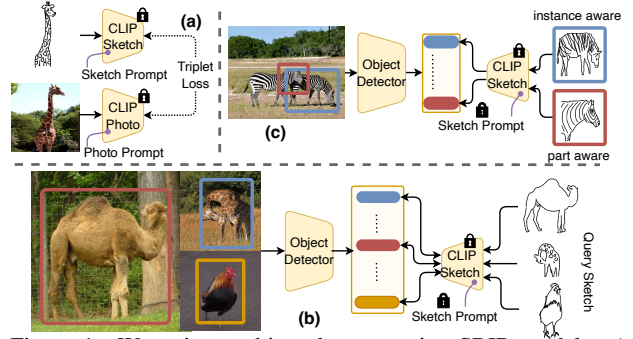 (a)
CLIP
Sketch
Sketch Prompt
Triplet
Loss
CLIP
Photo
Photo Prompt
instance aware
Object
Detector
CLIP
Sketch
Sketch Prompt
(c)
part aware
Object
Detector
CLIP
Sketch
Sketch Prompt
Query Sketch
(b)